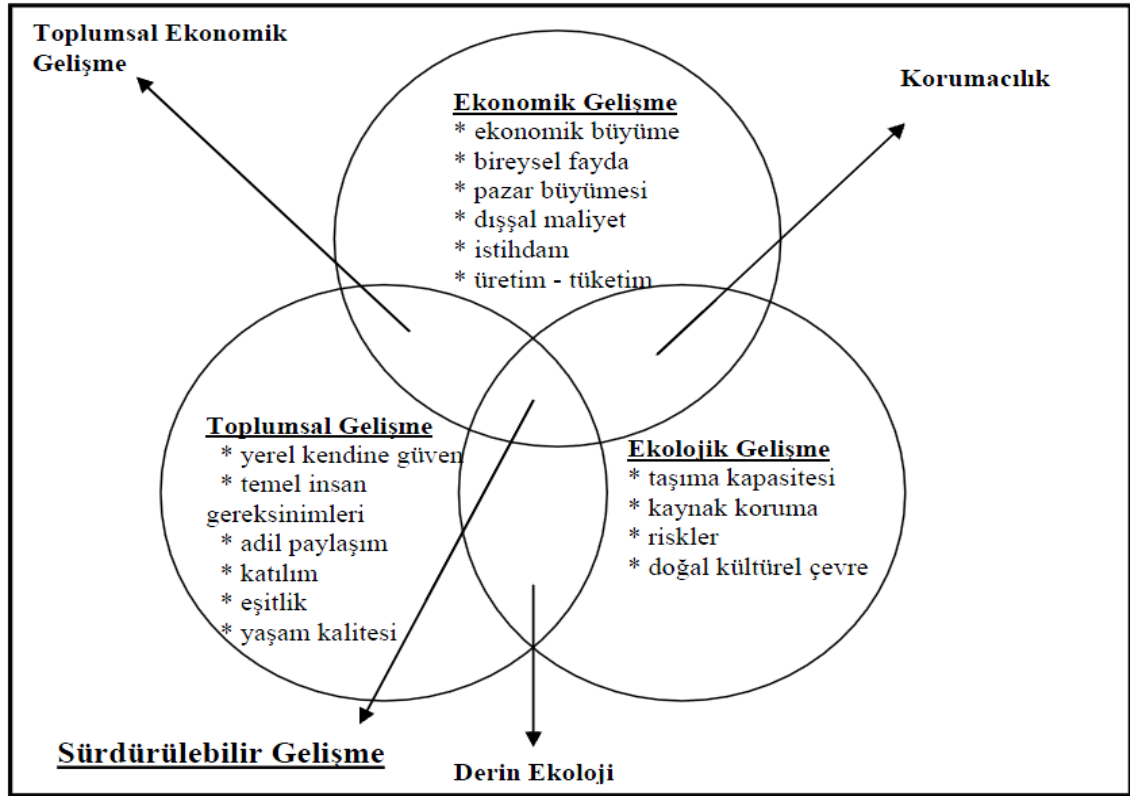 Toplumsal Ekonomik
Gelişme
Korumacılık
Ekonomik Gelişme
* ekonomik büyüme
* bireysel fayda
* pazar büyümesi
* dışşal maliyet
* istihdam
* üretim - tüketim
Toplumsal Gelişme
* yerel kendine güven
* temel insan
gereksinimleri
* adil paylaşım
* katılım
* eşitlik
* yaşam kalitesi
Ekolojik Gelişme
* taşıma kapasitesi
* kaynak koruma
* riskler
* doğal kültürel çevre
Sürdürülebilir Gelişme
Derin Ekoloji